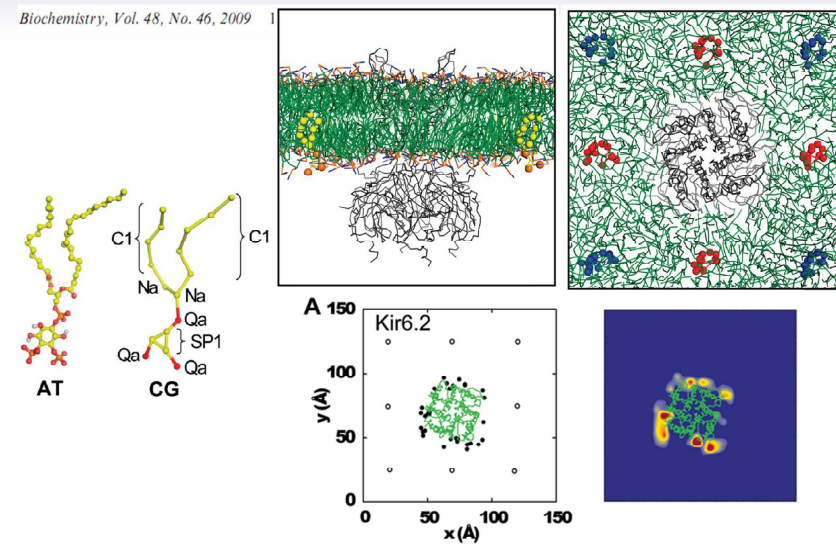 Biochemistry, Vol. 48, No. 46, 2009 1
C1
C1
Na
Na
Qa
SP1
Qa
Qa
AT
CG
A
Kir6.2
150
100
50
0
y (Å)
0
50
100
150
x (Å)